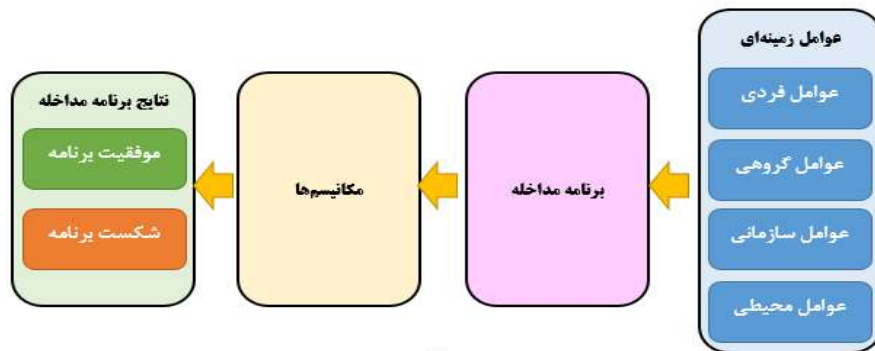 عوامل زمینه‌ای
عوامل فردی
عوامل گروهی
عوامل سازمانی
عوامل محیطی
برنامه مداخله
مکانیسم‌ها
نتایج برنامه مداخله
موفقیت برنامه
شکست برنامه